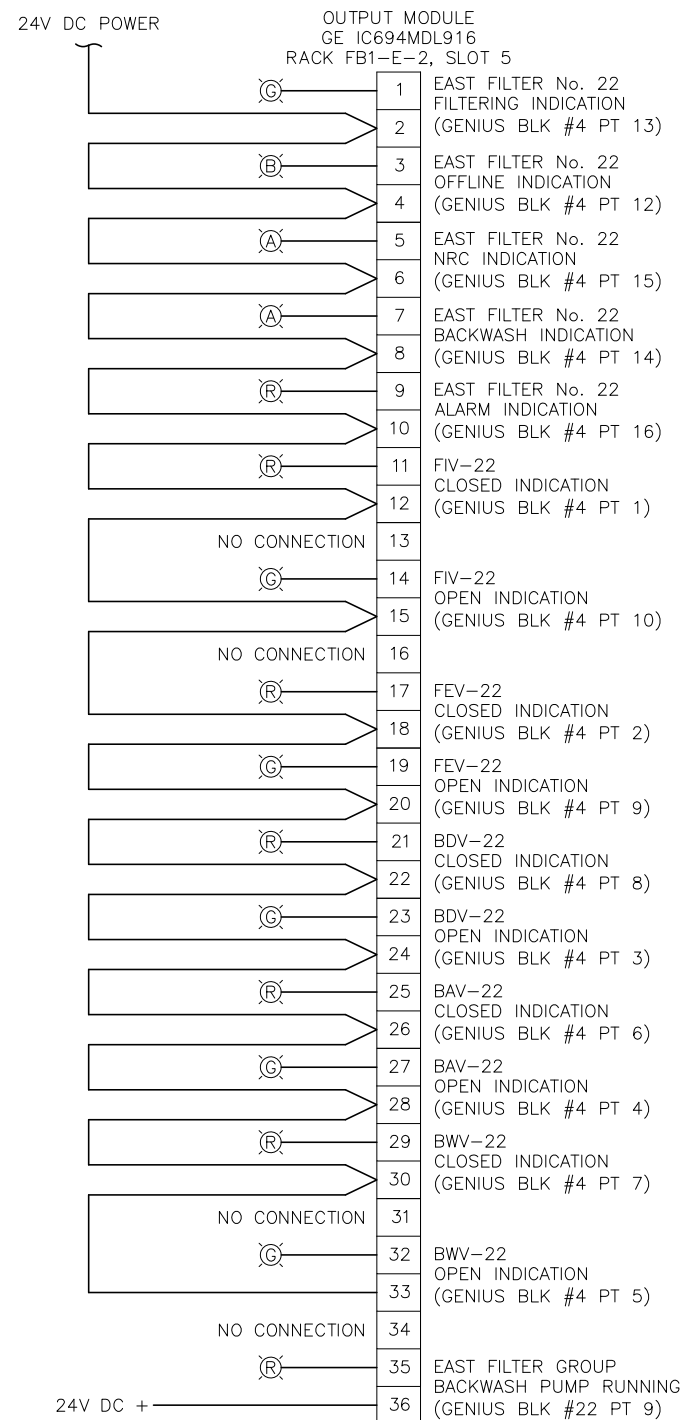 24V DC POWER
OUTPUT MODULE
GE IC694MDL916
RACK FB1-E-2, SLOT 5
G 1 EAST FILTER No. 22
FILTERING INDICATION
2 (GENIUS BLK #4 PT 13)
B 3 EAST FILTER No. 22
OFFLINE INDICATION
4 (GENIUS BLK #4 PT 12)
A 5 EAST FILTER No. 22
NRC INDICATION
6 (GENIUS BLK #4 PT 15)
A 7 EAST FILTER No. 22
BACKWASH INDICATION
8 (GENIUS BLK #4 PT 14)
R 9 EAST FILTER No. 22
ALARM INDICATION
10 (GENIUS BLK #4 PT 16)
R 11 FIV-22
CLOSED INDICATION
12 (GENIUS BLK #4 PT 1)
NO CONNECTION 13
G 14 FIV-22
OPEN INDICATION
15 (GENIUS BLK #4 PT 10)
NO CONNECTION 16
R 17 FEV-22
CLOSED INDICATION
18 (GENIUS BLK #4 PT 2)
G 19 FEV-22
OPEN INDICATION
20 (GENIUS BLK #4 PT 9)
R 21 BDV-22
CLOSED INDICATION
22 (GENIUS BLK #4 PT 8)
G 23 BDV-22
OPEN INDICATION
24 (GENIUS BLK #4 PT 3)
R 25 BAV-22
CLOSED INDICATION
26 (GENIUS BLK #4 PT 6)
G 27 BAV-22
OPEN INDICATION
28 (GENIUS BLK #4 PT 4)
R 29 BWV-22
CLOSED INDICATION
30 (GENIUS BLK #4 PT 7)
NO CONNECTION 31
G 32 BWV-22
OPEN INDICATION
33 (GENIUS BLK #4 PT 5)
NO CONNECTION 34
R 35 EAST FILTER GROUP
BACKWASH PUMP RUNNING
24V DC + 36 (GENIUS BLK #22 PT 9)